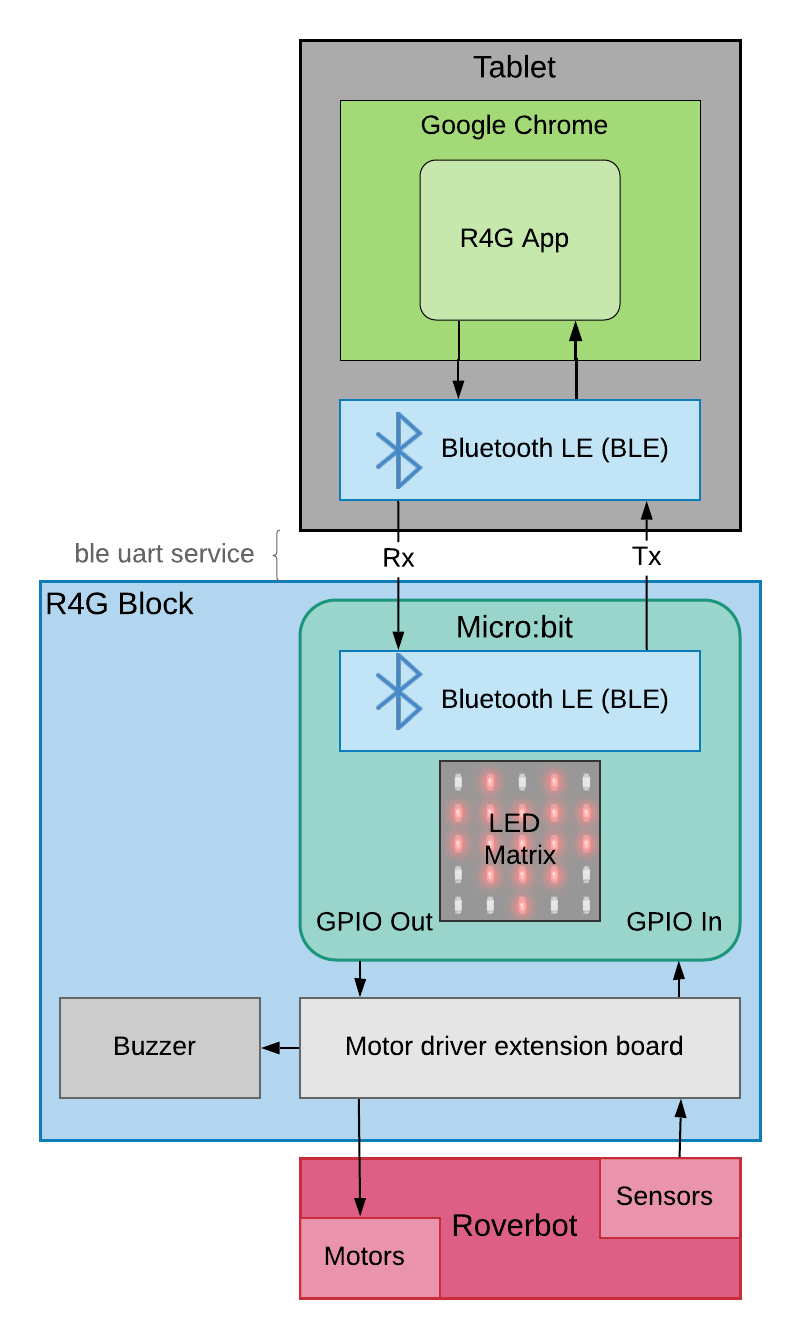 Tablet
Google Chrome
R4G App
Bluetooth LE (BLE)
ble uart service
Rx
Tx
R4G Block
Micro:bit
Bluetooth LE (BLE)
LED
Matrix
GPIO Out
GPIO In
Buzzer
Motor driver extension board
Sensors
Roverbot
Motors